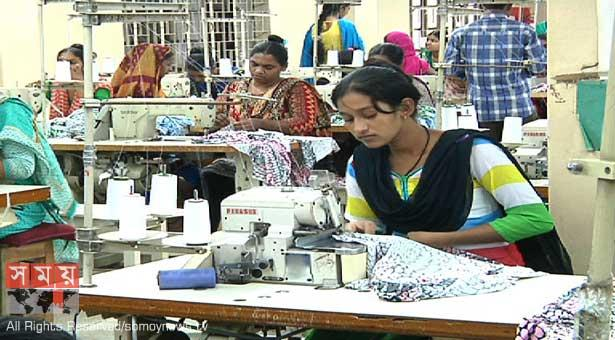 PEGASUS
সময়
All Rights Reserved/somoynews.tv